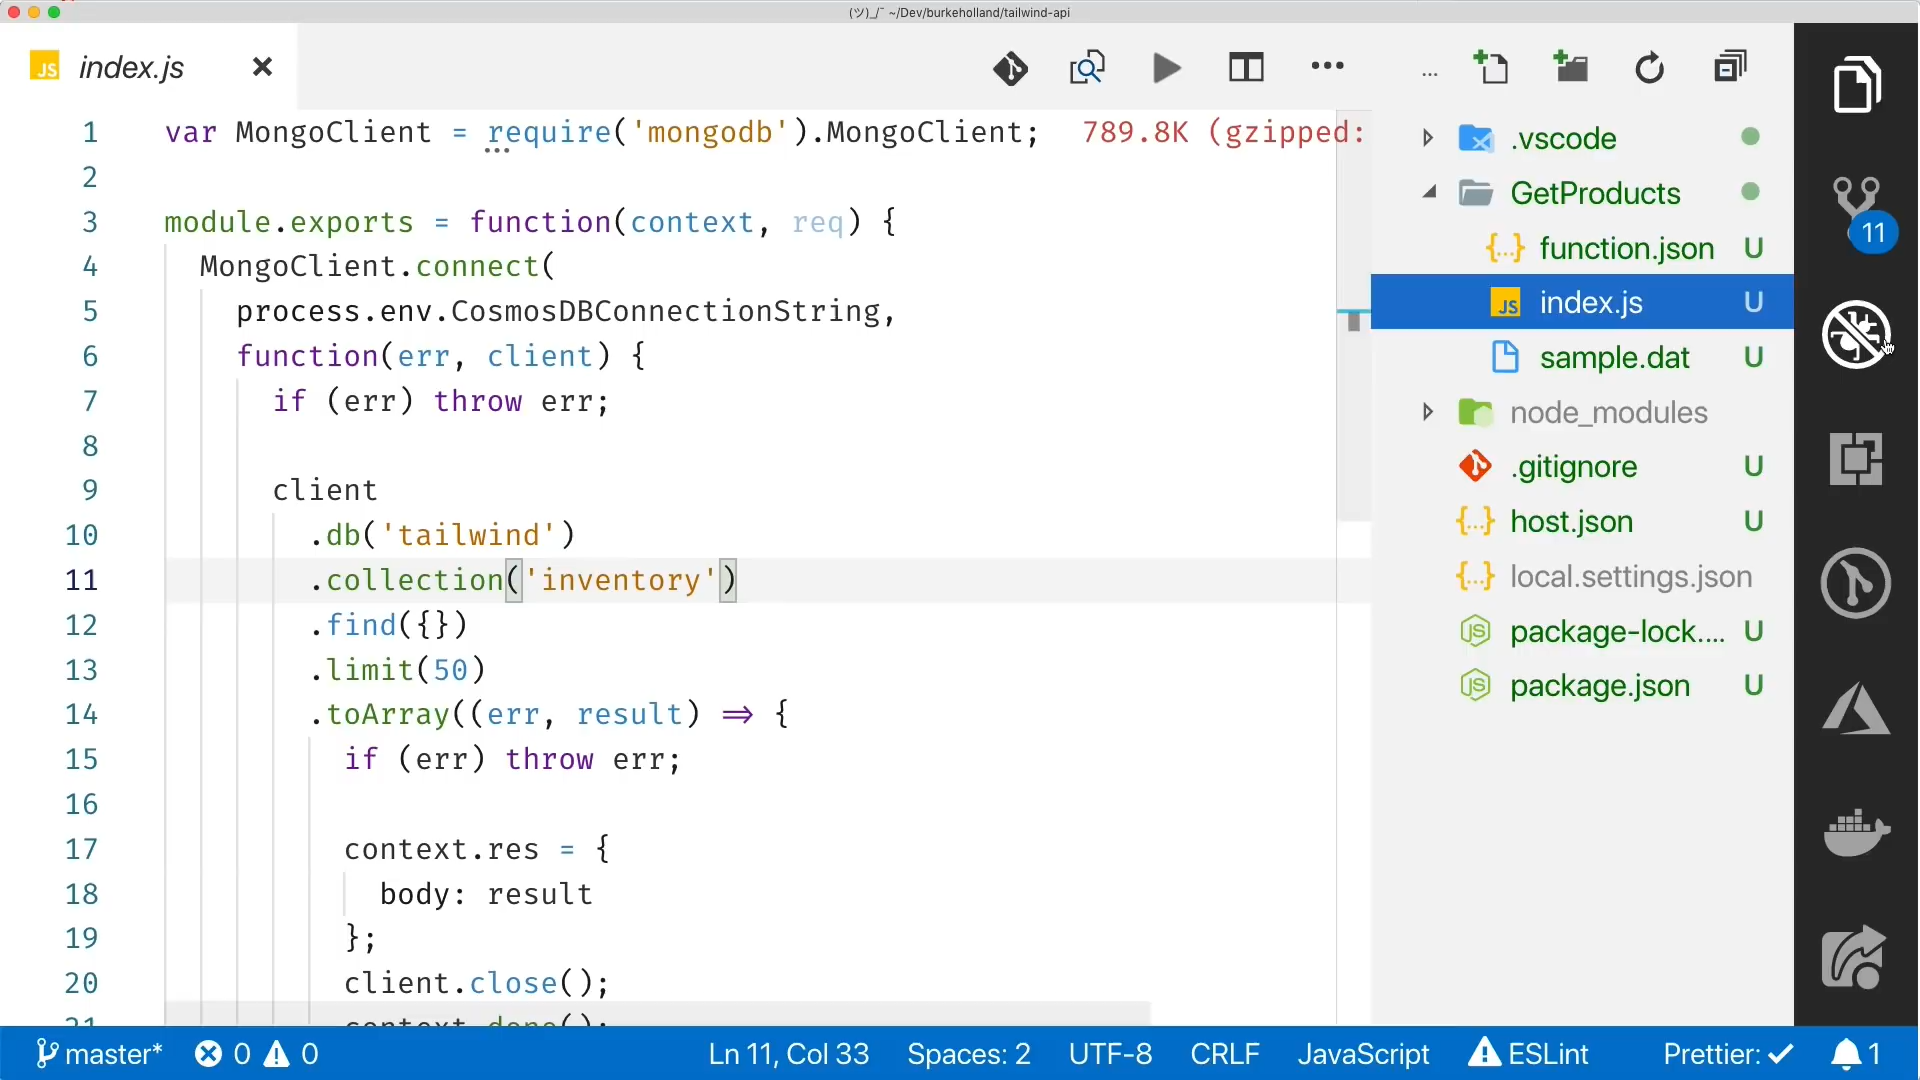 (ツ)_/¯ ~/Dev/burkeholland/tailwind-api
JS index.js
1 var MongoClient = require('mongodb').MongoClient; 789.8K (gzipped:
2
3 module.exports = function(context, req) {
4 MongoClient.connect(
5 process.env.CosmosDBConnectionString,
6 function(err, client) {
7 if (err) throw err;
8
9 client
10 .db('tailwind')
11 .collection('inventory')
12 .find({})
13 .limit(50)
14 .toArray((err, result) => {
15 if (err) throw err;
16
17 context.res = {
18 body: result
19 };
20 client.close();
21 context.done();
.vscode
GetProducts
{..} function.json U
JS index.js U
sample.dat U
node_modules
.gitignore U
{..} host.json U
{..} local.settings.json
JS package-lock.... U
JS package.json U
11
master* 0 0 Ln 11, Col 33 Spaces: 2 UTF-8 CRLF JavaScript ESLint Prettier: ✓ 1